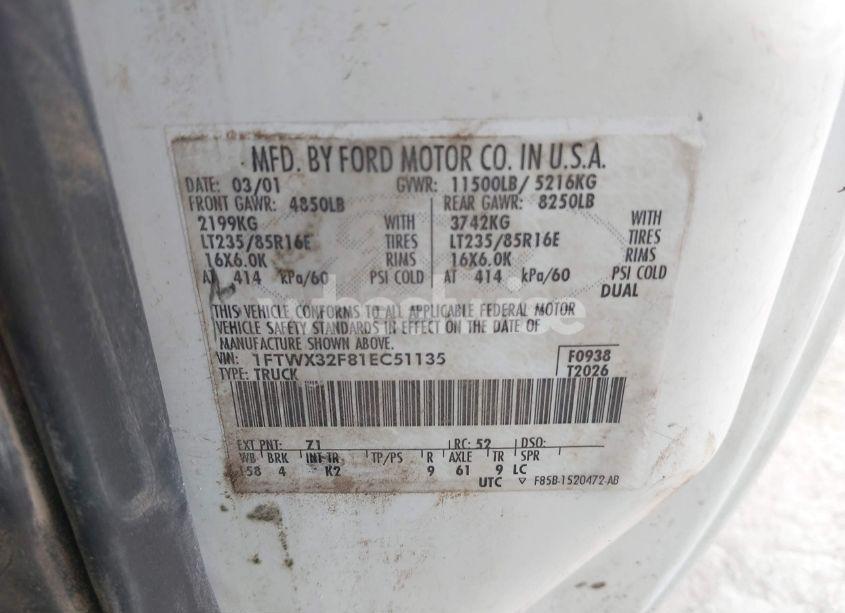 MFD. BY FORD MOTOR CO. IN U.S.A.
DATE: 03/01 GVWR: 11500LB/ 5216KG
FRONT GAWR: 4850LB REAR GAWR: 8250LB
2199KG WITH 3742KG WITH
LT235/85R16E TIRES LT235/85R16E TIRES
16X6.0K RIMS 16X6.0K RIMS
AT 414 kPa/60 PSI COLD AT 414 kPa/60 PSI COLD
DUAL
THIS VEHICLE CONFORMS TO ALL APPLICABLE FEDERAL MOTOR
VEHICLE SAFETY STANDARDS IN EFFECT ON THE DATE OF
MANUFACTURE SHOWN ABOVE.
VIN: 1FTWX32F81EC51135 F0938
TYPE: TRUCK T2026
EXT PNT: Z1 RC: 52 DSO:
WB BRK INT TR TP/PS R AXLE TR SPR
158 4 K2 9 61 9 LC
UTC ▽ F85B-1520472-AB